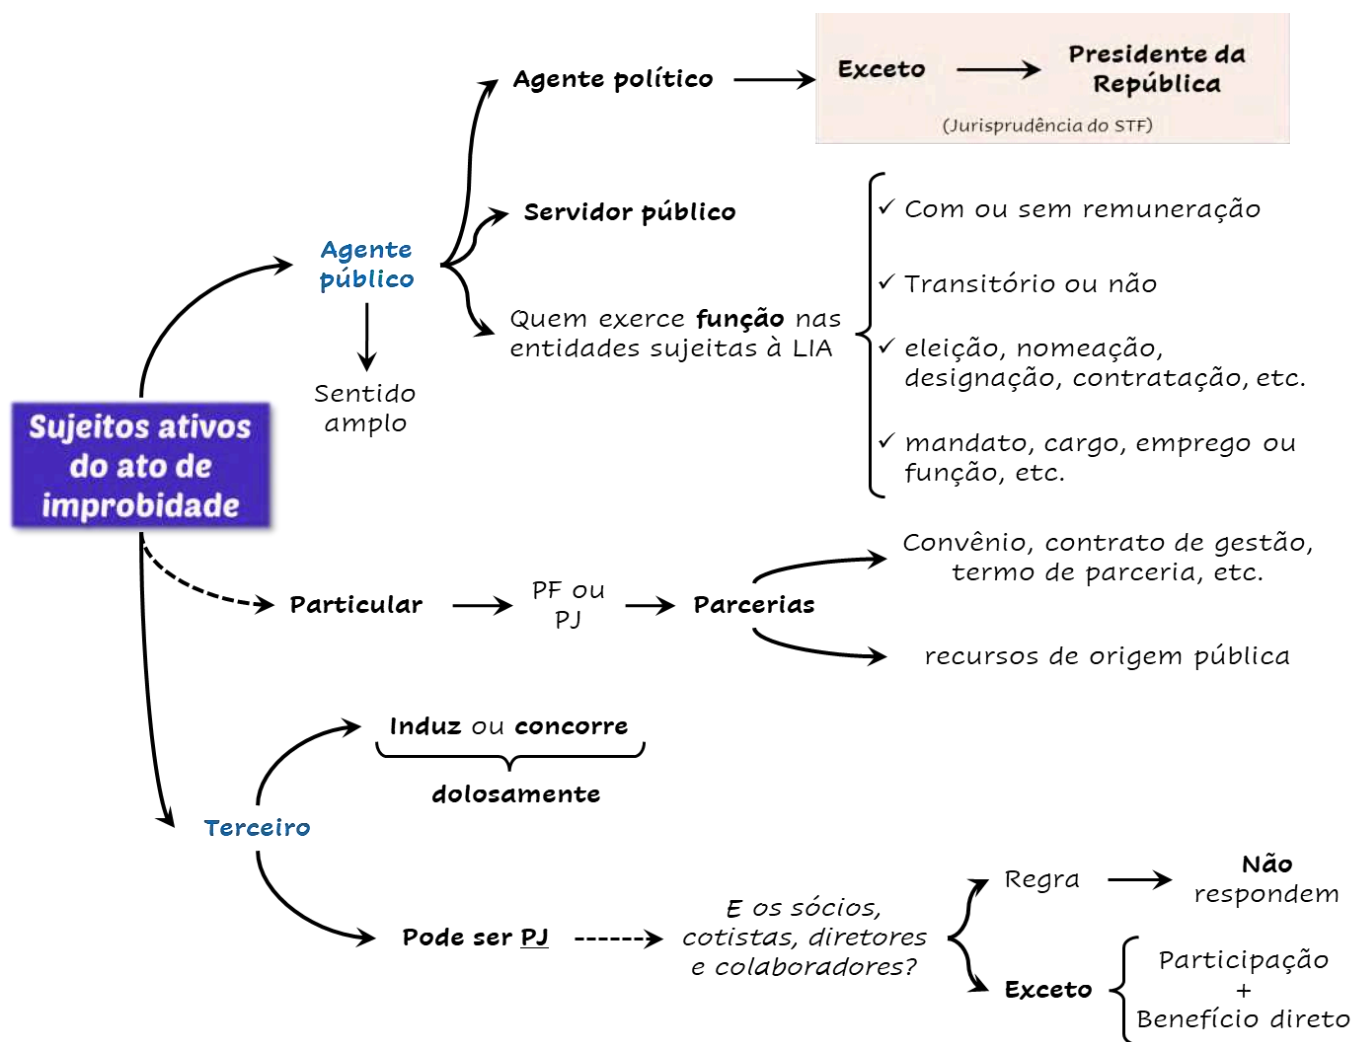 Agente político
Exceto
Presidente da
República
(Jurisprudência do STF)
Servidor público
Agente
público
Sentido
amplo
Quem exerce função nas
entidades sujeitas à LIA
✓ Com ou sem remuneração
✓ Transitório ou não
✓ eleição, nomeação,
designação, contratação, etc.
✓ mandato, cargo, emprego ou
função, etc.
Sujeitos ativos
do ato de
improbidade
Particular
PF ou
PJ
Parcerias
Convênio, contrato de gestão,
termo de parceria, etc.
recursos de origem pública
Terceiro
Induz ou concorre
dolosamente
Pode ser PJ
E os sócios,
cotistas, diretores
e colaboradores?
Regra
Não
respondem
Exceto
Participação
+
Benefício direto